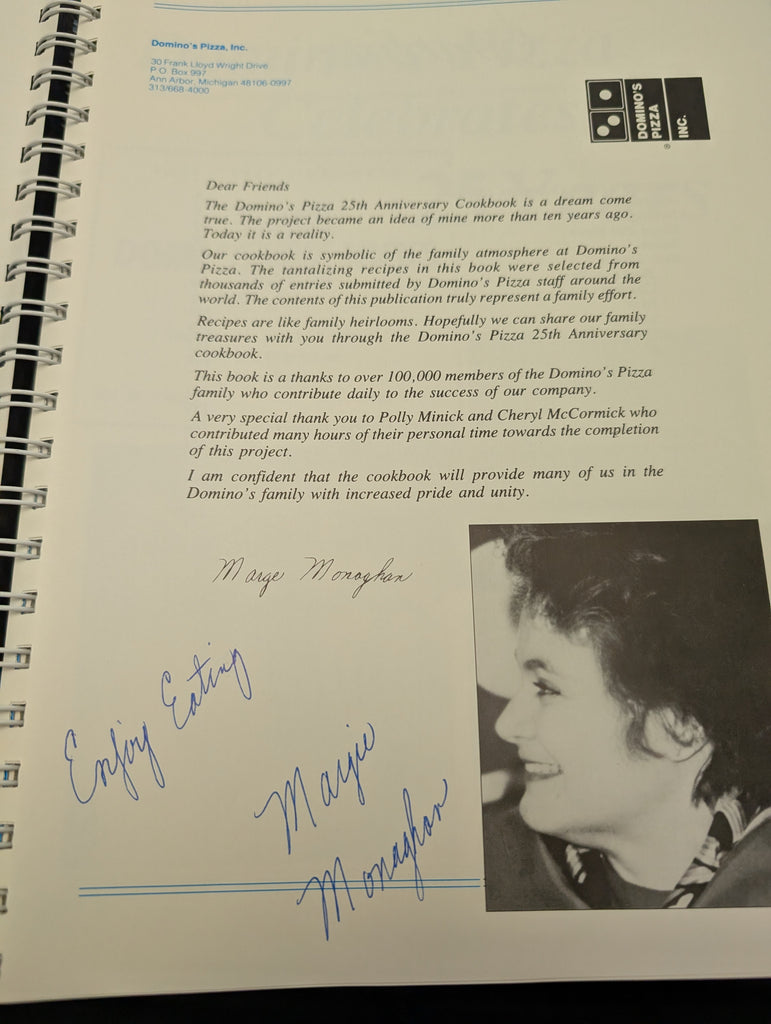 Domino's Pizza, Inc.
30 Frank Lloyd Wright Drive
P.O. Box 997
Ann Arbor, Michigan 48106-0997
313/668-4000
DOMINO'S
PIZZA
INC.
®
Dear Friends
The Domino's Pizza 25th Anniversary Cookbook is a dream come
true. The project became an idea of mine more than ten years ago.
Today it is a reality.
Our cookbook is symbolic of the family atmosphere at Domino's
Pizza. The tantalizing recipes in this book were selected from
thousands of entries submitted by Domino's Pizza staff around the
world. The contents of this publication truly represent a family effort.
Recipes are like family heirlooms. Hopefully we can share our family
treasures with you through the Domino's Pizza 25th Anniversary
cookbook.
This book is a thanks to over 100,000 members of the Domino's Pizza
family who contribute daily to the success of our company.
A very special thank you to Polly Minick and Cheryl McCormick who
contributed many hours of their personal time towards the completion
of this project.
I am confident that the cookbook will provide many of us in the
Domino's family with increased pride and unity.
Marge Monaghan
Enjoy Eating
Margie
Monaghan